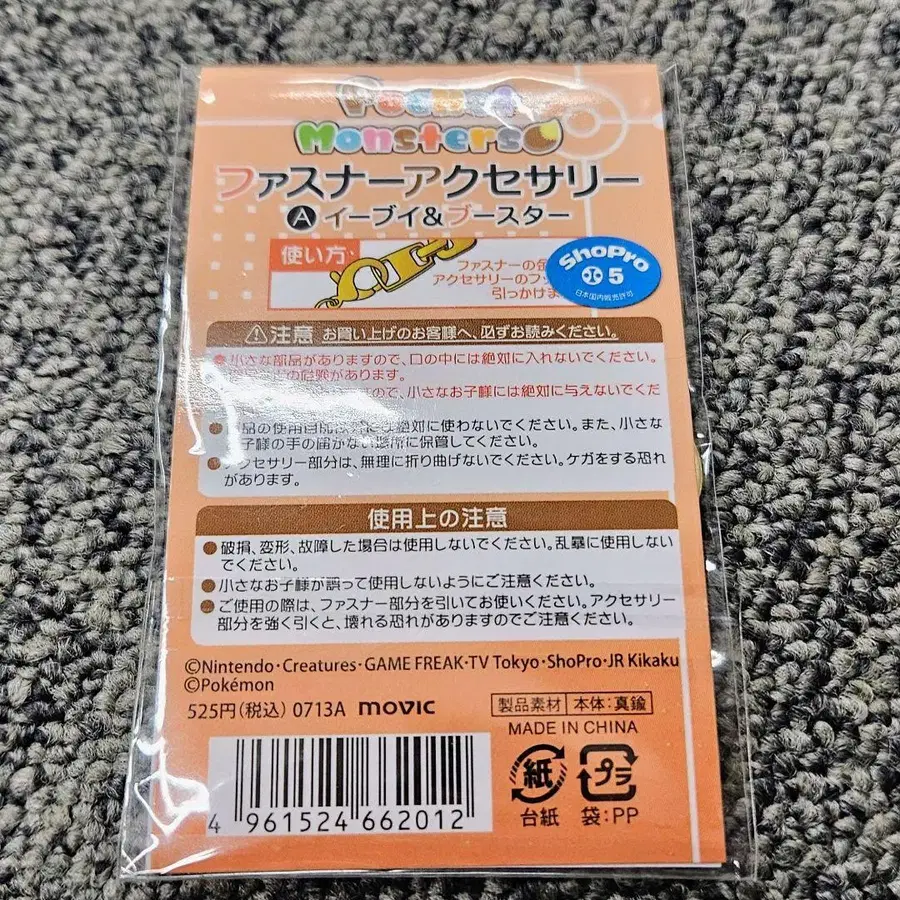 Pocket
Monsters
ファスナーアクセサリー
A イーブイ&ブースター
使い方
ファスナーの金
アクセサリーのフッ
引っかけま
ShoPro
5
日本国内販売許可
注意 お買い上げのお客様へ、必ずお読みください。
小さな部品がありますので、口の中には絶対に入れないでください。
の危険があります。
ので、小さなお子様には絶対に与えないでくだ
品の使用目的以外には絶対に使わないでください。また、小さな
お子様の手の届かない場所に保管してください。
アクセサリー部分は、無理に折り曲げないでください。ケガをする恐れ
があります。
使用上の注意
破損、変形、故障した場合は使用しないでください。乱暴に使用しない
でください。
小さなお子様が誤って使用しないようにご注意ください。
ご使用の際は、ファスナー部分を引いてお使いください。アクセサリー
部分を強く引くと、壊れる恐れがありますのでご注意ください。
©Nintendo・Creatures・GAME FREAK・TV Tokyo・ShoPro・JR Kikaku
©Pokémon
525円(税込) 0713A movic
製品素材 本体:真鍮
MADE IN CHINA
紙 プラ
台紙 袋:PP
4 961524 662012